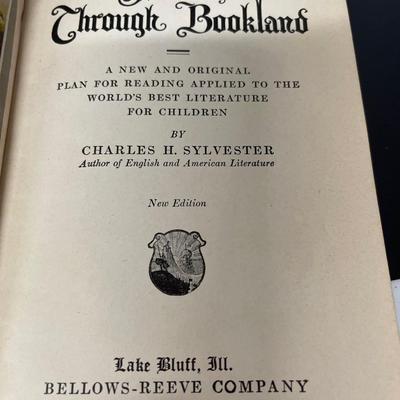 Through Bookland
A NEW AND ORIGINAL
PLAN FOR READING APPLIED TO THE
WORLD'S BEST LITERATURE
FOR CHILDREN
BY
CHARLES H. SYLVESTER
Author of English and American Literature
New Edition
Lake Bluff, Ill.
BELLOWS-REEVE COMPANY